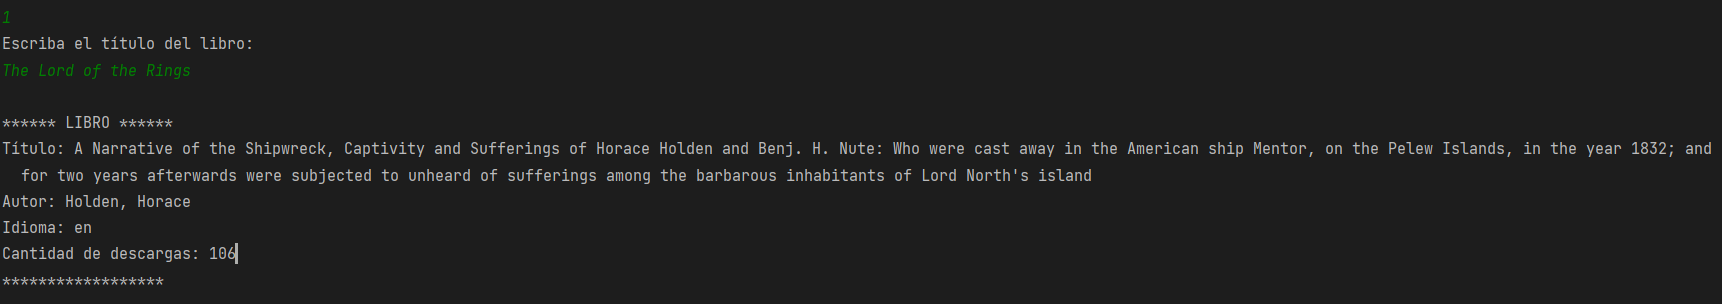 1
Escriba el título del libro:
The Lord of the Rings
****** LIBRO ******
Título: A Narrative of the Shipwreck, Captivity and Sufferings of Horace Holden and Benj. H. Nute: Who were cast away in the American ship Mentor, on the Pelew Islands, in the year 1832; and
for two years afterwards were subjected to unheard of sufferings among the barbarous inhabitants of Lord North's island
Autor: Holden, Horace
Idioma: en
Cantidad de descargas: 106
******************